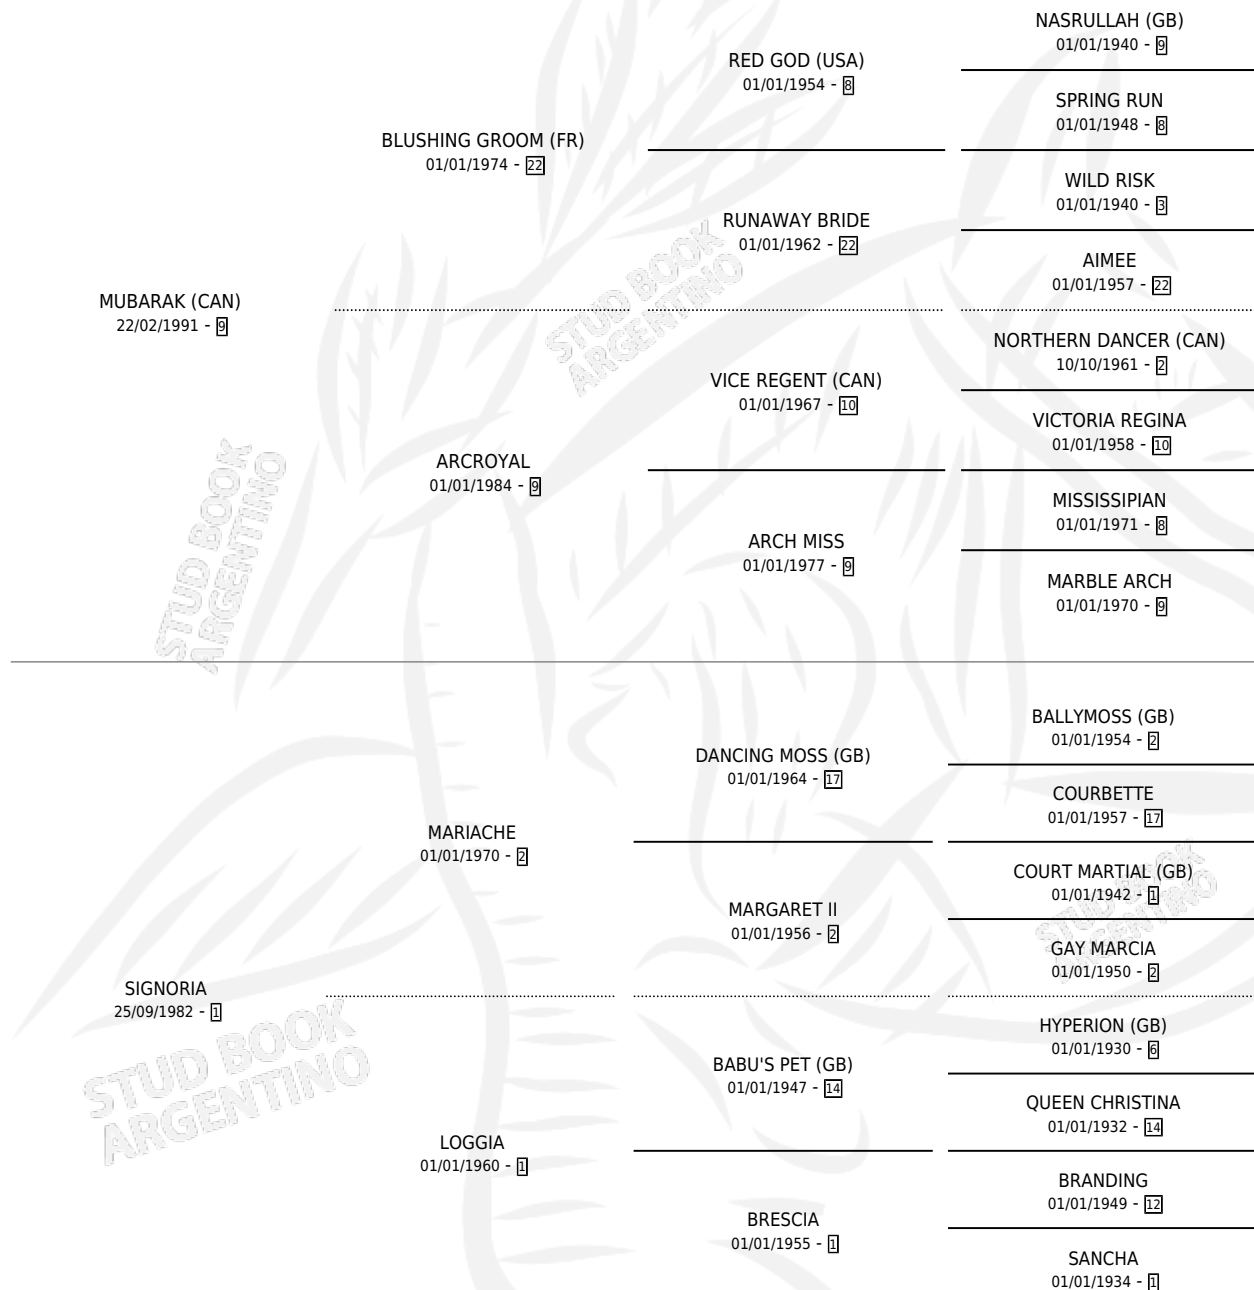 NASRULLAH (GB)
01/01/1940 - 9
RED GOD (USA)
01/01/1954 - 8
SPRING RUN
01/01/1948 - 8
BLUSHING GROOM (FR)
01/01/1974 - 22
WILD RISK
01/01/1940 - 3
RUNAWAY BRIDE
01/01/1962 - 22
AIMEE
01/01/1957 - 22
MUBARAK (CAN)
22/02/1991 - 9
NORTHERN DANCER (CAN)
10/10/1961 - 2
VICE REGENT (CAN)
01/01/1967 - 10
VICTORIA REGINA
01/01/1958 - 10
ARCROYAL
01/01/1984 - 9
MISSISSIPIAN
01/01/1971 - 8
ARCH MISS
01/01/1977 - 9
MARBLE ARCH
01/01/1970 - 9
BALLYMOSS (GB)
01/01/1954 - 2
DANCING MOSS (GB)
01/01/1964 - 17
COURBETTE
01/01/1957 - 17
MARIACHE
01/01/1970 - 2
COURT MARTIAL (GB)
01/01/1942 - 1
MARGARET II
01/01/1956 - 2
GAY MARCIA
01/01/1950 - 2
SIGNORIA
25/09/1982 - 1
HYPERION (GB)
01/01/1930 - 6
BABU'S PET (GB)
01/01/1947 - 14
QUEEN CHRISTINA
01/01/1932 - 14
LOGGIA
01/01/1960 - 1
BRANDING
01/01/1949 - 12
BRESCIA
01/01/1955 - 1
SANCHA
01/01/1934 - 1
STUD BOOK
ARGENTINO
STUD BOOK
ARGENTINO
STUD BOOK
ARGENTINO
STUD BOOK
ARGENTINO